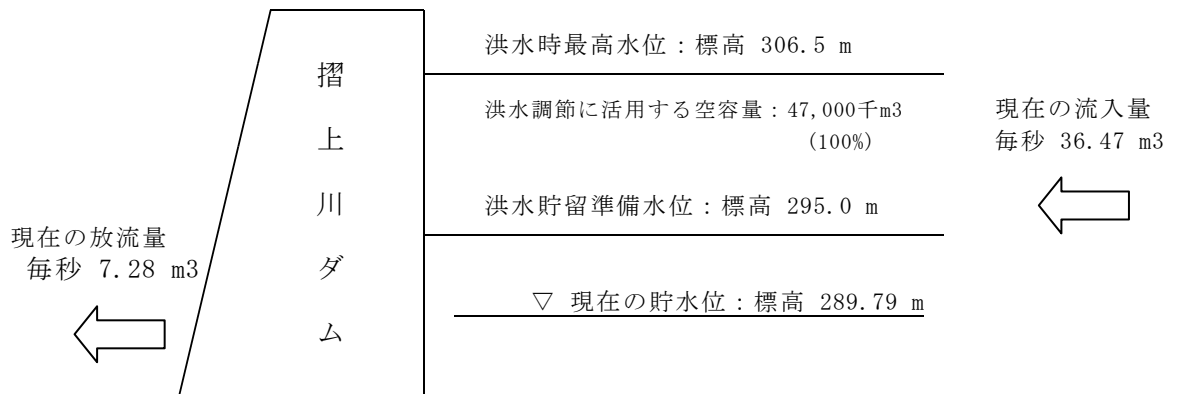 洪水時最高水位：標高 306.5 m
摺上川ダム
洪水調節に活用する空容量：47,000千m3
(100%)
現在の流入量
毎秒 36.47 m3
洪水貯留準備水位：標高 295.0 m
現在の放流量
毎秒 7.28 m3
▽ 現在の貯水位：標高 289.79 m